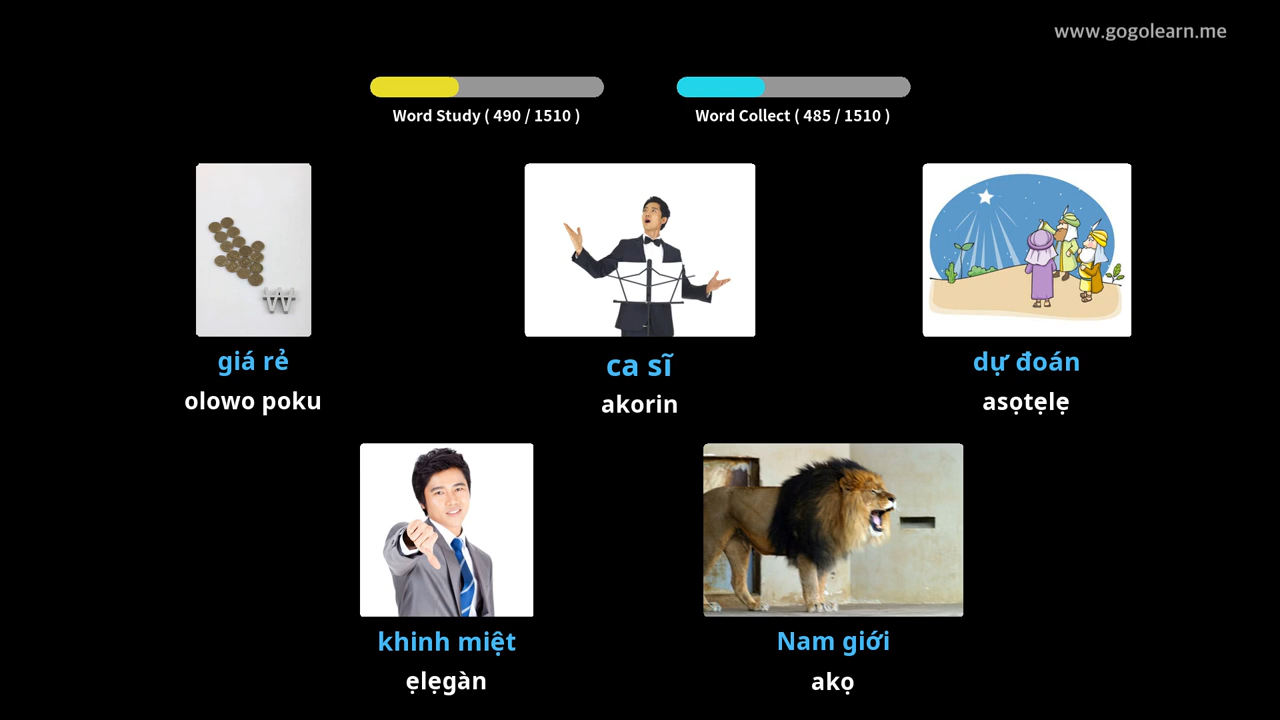 www.gogolearn.me
Word Study ( 490 / 1510 )
Word Collect ( 485 / 1510 )
giá rẻ
olowo poku
ca sĩ
akorin
dự đoán
asọtẹlẹ
khinh miệt
ẹlẹgàn
Nam giới
akọ